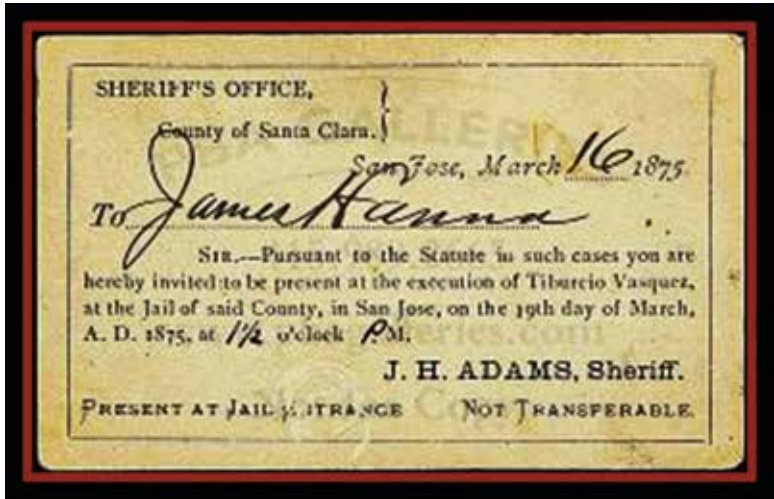 SHERIFF'S OFFICE,
County of Santa Clara.
San Jose, March 16 1875
To James Hanna
SIR.—Pursuant to the Statute in such cases you are
hereby invited to be present at the execution of Tiburcio Vasquez,
at the Jail of said County, in San Jose, on the 19th day of March,
A. D. 1875, at 1½ o'clock P.M.
J. H. ADAMS, Sheriff.
PRESENT AT JAIL ENTRANCE NOT TRANSFERABLE.
PBA GALLERIES